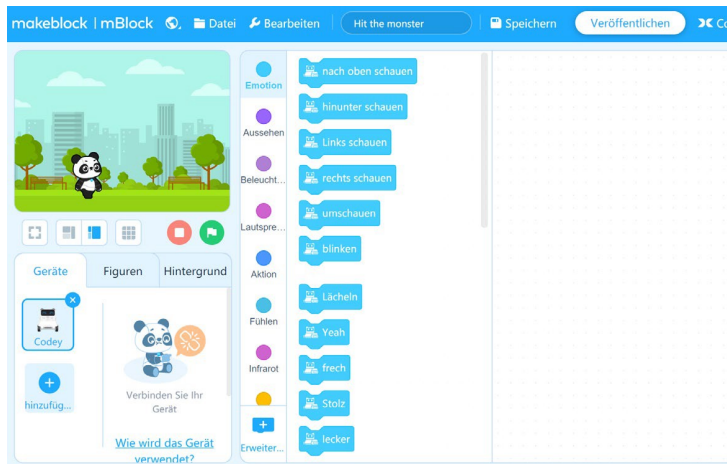 makeblock | mBlock Datei Bearbeiten Hit the monster Speichern Veröffentlichen Co
Emotion
Aussehen
Beleucht...
Lautspre...
Aktion
Fühlen
Infrarot
Erweiter...
nach oben schauen
hinunter schauen
Links schauen
rechts schauen
umschauen
blinken
Lächeln
Yeah
frech
Stolz
lecker
Geräte Figuren Hintergrund
Codey
hinzufüg...
Verbinden Sie Ihr
Gerät
Wie wird das Gerät
verwendet?